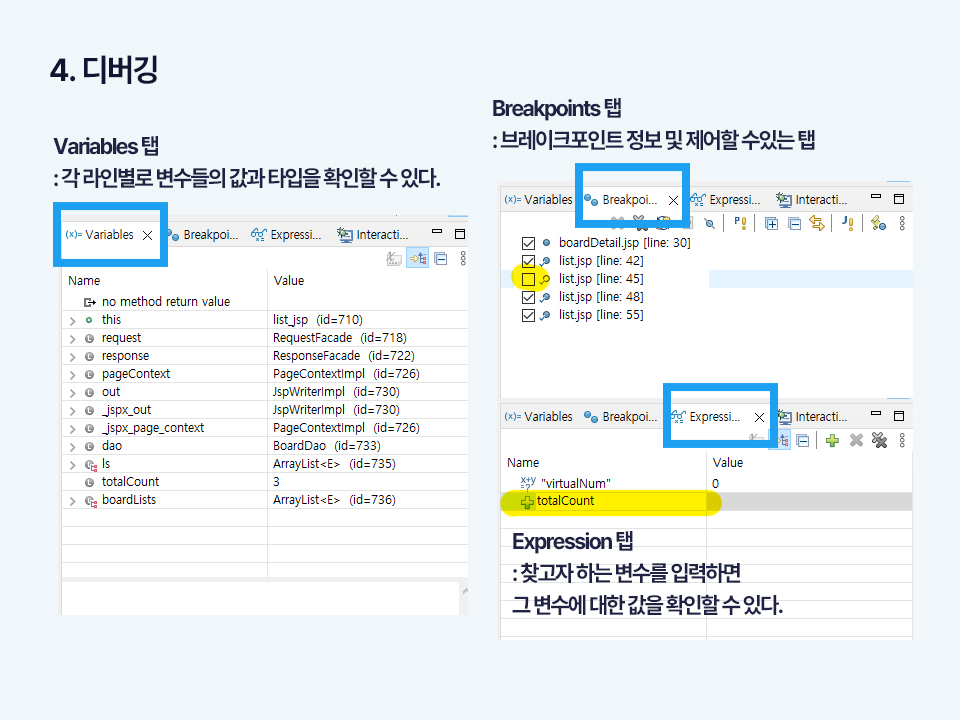 4. 디버깅
Variables 탭
: 각 라인별로 변수들의 값과 타입을 확인할 수 있다.
(x)= Variables Breakpoi... Expressi... Interacti...
Name Value
no method return value
this list_jsp (id=710)
request RequestFacade (id=718)
response ResponseFacade (id=722)
pageContext PageContextImpl (id=726)
out JspWriterImpl (id=730)
_jspx_out JspWriterImpl (id=730)
_jspx_page_context PageContextImpl (id=726)
dao BoardDao (id=733)
ls ArrayList<E> (id=735)
totalCount 3
boardLists ArrayList<E> (id=736)
Breakpoints 탭
: 브레이크포인트 정보 및 제어할 수있는 탭
(x)= Variables Breakpoi... Expressi... Interacti...
boardDetail.jsp [line: 30]
list.jsp [line: 42]
list.jsp [line: 45]
list.jsp [line: 48]
list.jsp [line: 55]
(x)= Variables Breakpoi... Expressi... Interacti...
Name Value
"virtualNum" 0
totalCount
Expression 탭
: 찾고자 하는 변수를 입력하면
그 변수에 대한 값을 확인할 수 있다.